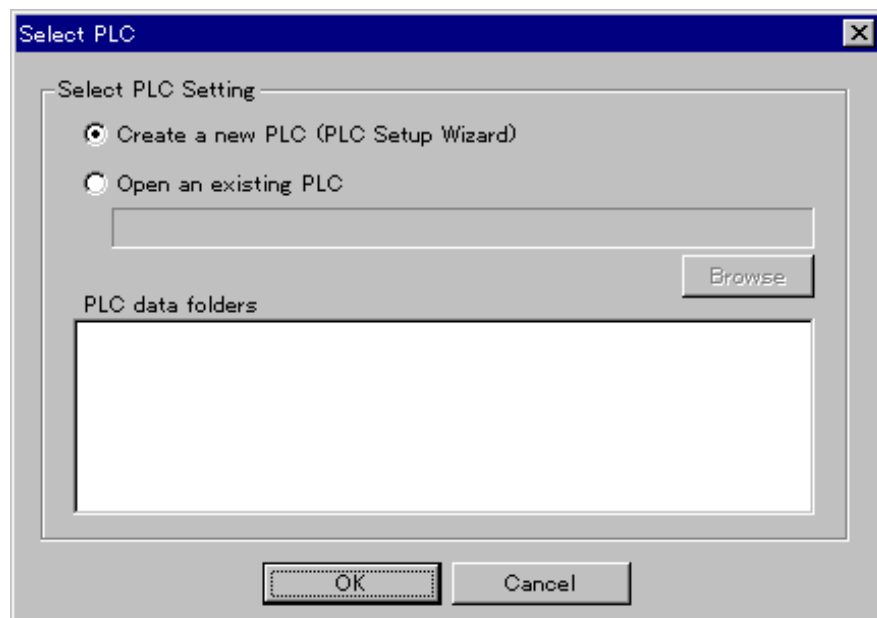 Select PLC
Select PLC Setting
Create a new PLC (PLC Setup Wizard)
Open an existing PLC
Browse
PLC data folders
OK Cancel